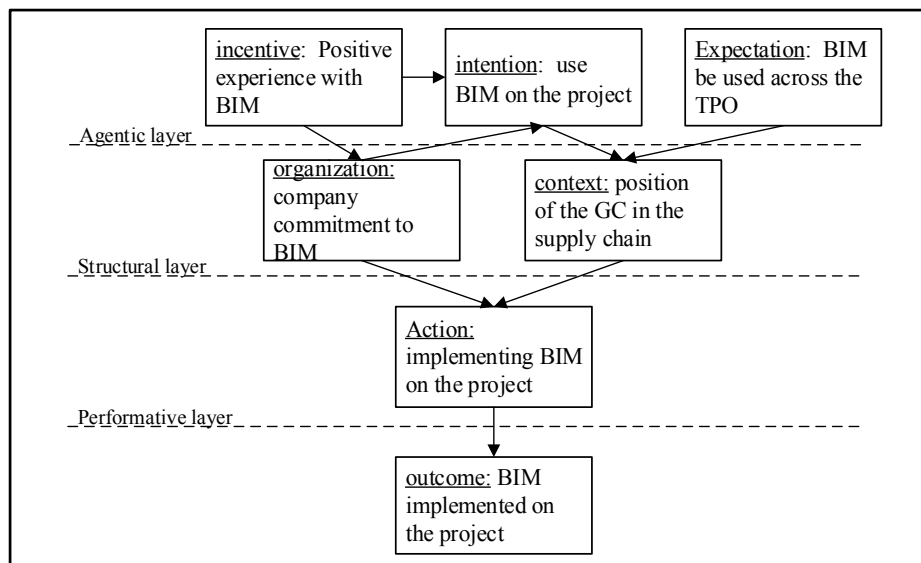 incentive: Positive
experience with
BIM
intention: use
BIM on the project
Expectation: BIM
be used across the
TPO
Agentic layer
organization:
company
commitment to
BIM
context: position
of the GC in the
supply chain
Structural layer
Action:
implementing BIM
on the project
Performative layer
outcome: BIM
implemented on
the project